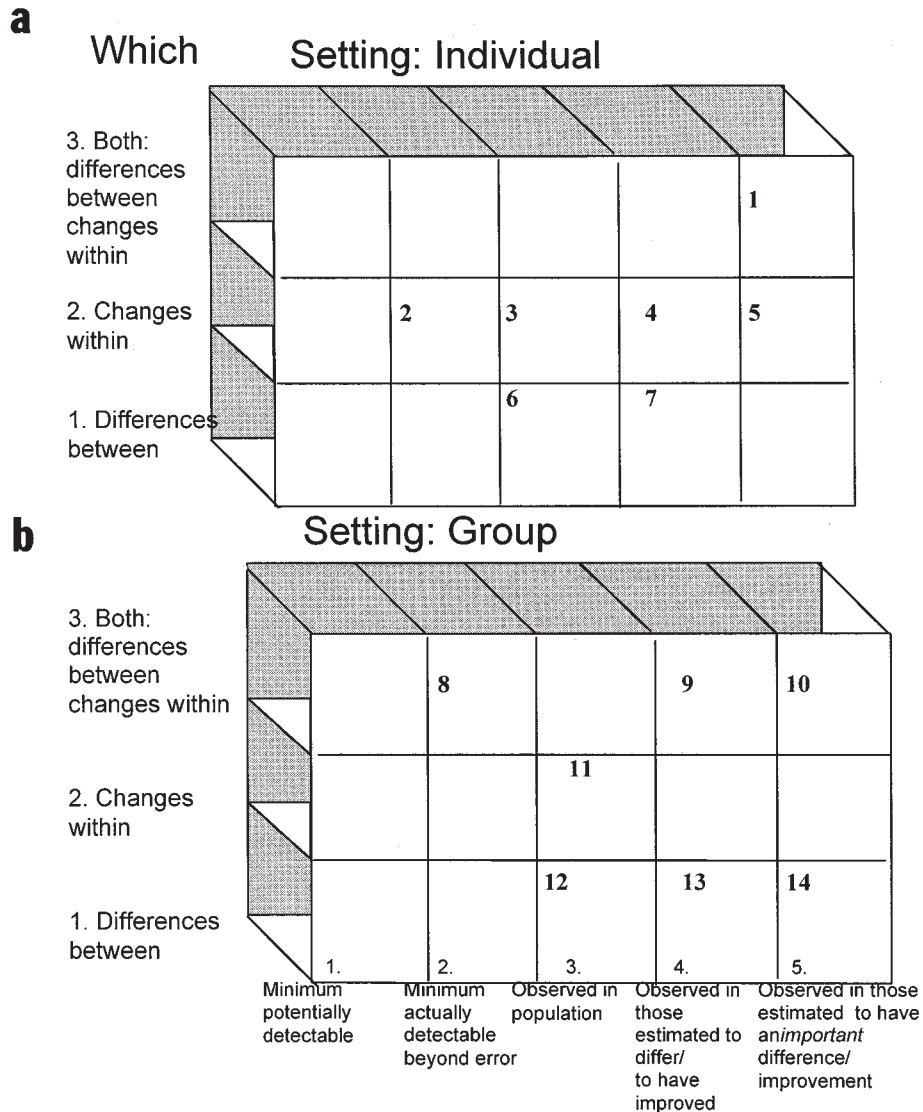 a
Which
Setting: Individual
3. Both:
differences
between
changes
within
1
2. Changes
within
2 3 4 5
1. Differences
between
6 7
b
Setting: Group
3. Both:
differences
between
changes within
8 9 10
2. Changes
within
11
1. Differences
between
12 13 14
1. 2. 3. 4. 5.
Minimum
potentially
detectable
Minimum
actually
detectable
beyond error
Observed in
population
Observed in
those
estimated to
differ/
to have
improved
Observed in those
estimated to have
animportant
difference/
improvement